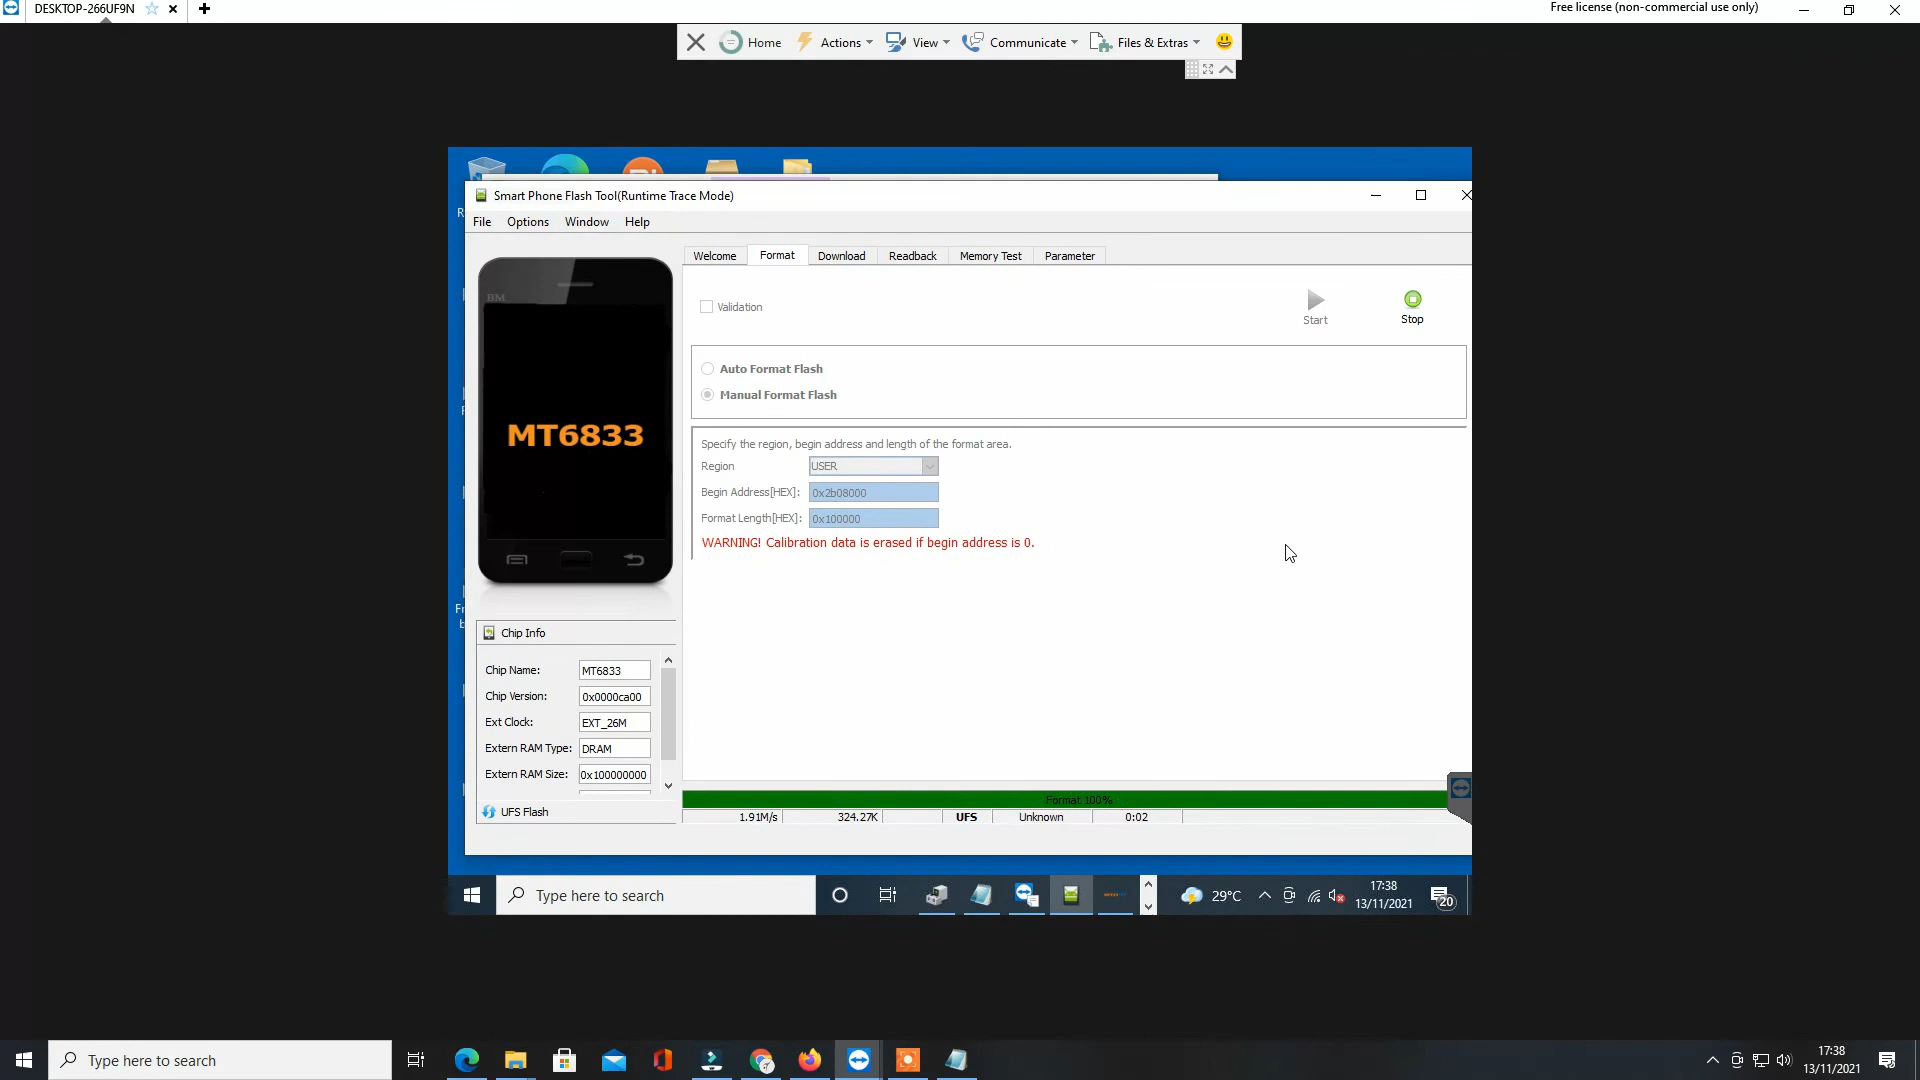 DESKTOP-266UF9N
Free license (non-commercial use only)
Home
Actions
View
Communicate
Files & Extras
Smart Phone Flash Tool(Runtime Trace Mode)
File Options Window Help
Welcome Format Download Readback Memory Test Parameter
BM
MT6833
Validation
Start
Stop
Auto Format Flash
Manual Format Flash
Specify the region, begin address and length of the format area.
Region USER
Begin Address[HEX]: 0x2b08000
Format Length[HEX]: 0x100000
WARNING! Calibration data is erased if begin address is 0.
Chip Info
Chip Name: MT6833
Chip Version: 0x0000ca00
Ext Clock: EXT_26M
Extern RAM Type: DRAM
Extern RAM Size: 0x100000000
UFS Flash
Format 100%
1.91M/s 324.27K UFS Unknown 0:02
Type here to search
29°C
17:38
13/11/2021
20
Type here to search
17:38
13/11/2021